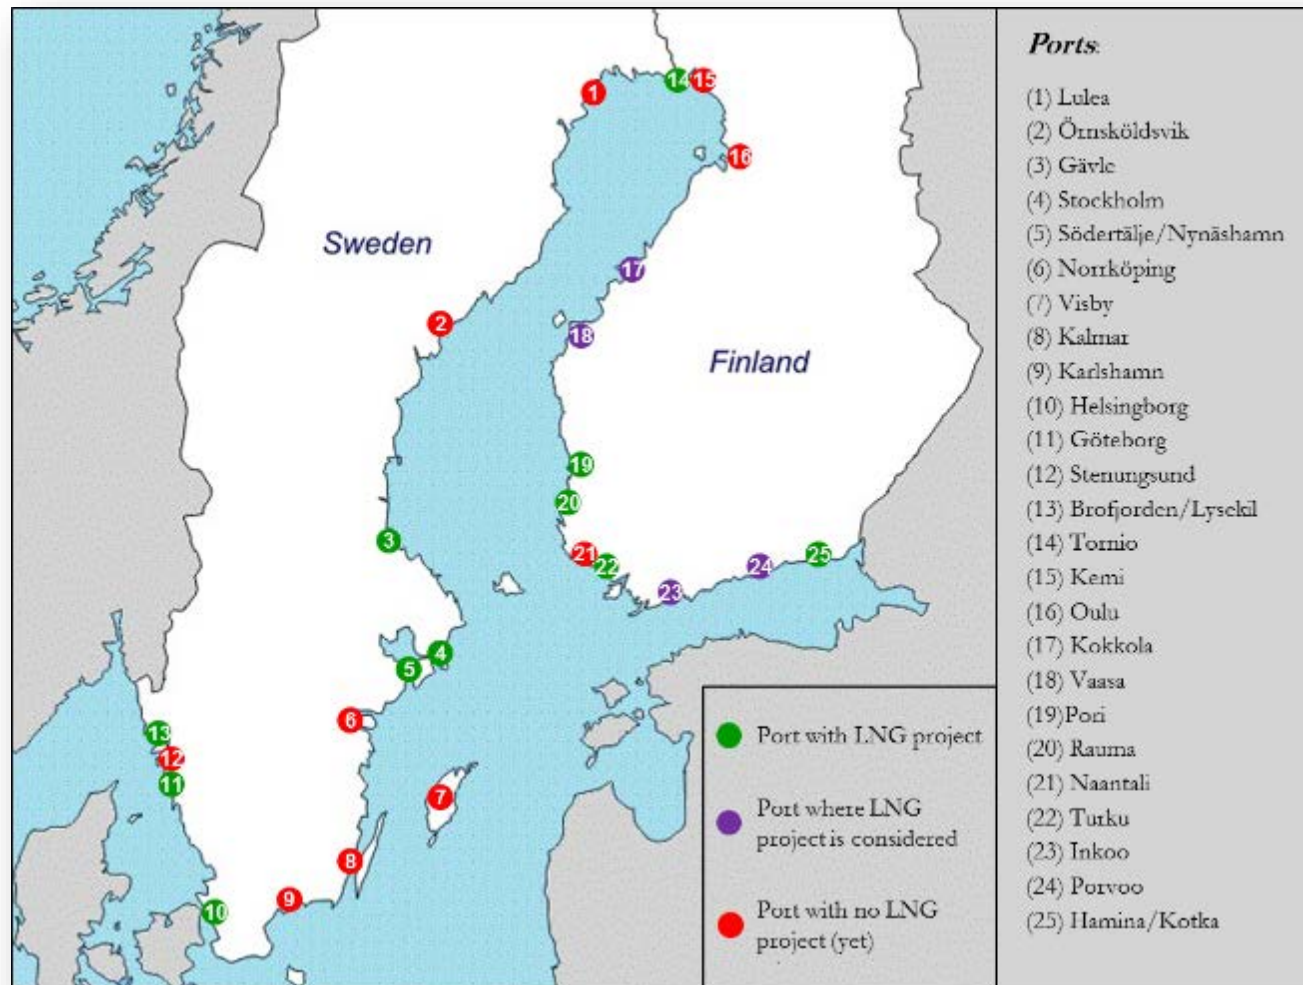 Ports:
(1) Lulea
(2) Örnsköldsvik
(3) Gävle
(4) Stockholm
(5) Södertälje/Nynäshamn
(6) Norrköping
(7) Visby
(8) Kalmar
(9) Karlshamn
(10) Helsingborg
(11) Göteborg
(12) Stenungsund
(13) Brofjorden/Lysekil
(14) Tornio
(15) Kemi
(16) Oulu
(17) Kokkola
(18) Vaasa
(19)Pori
(20) Rauma
(21) Naantali
(22) Turku
(23) Inkoo
(24) Porvoo
(25) Hamina/Kotka
14
15
1
16
Sweden
17
2
18
Finland
19
20
3
21
22
25
24
23
4
5
6
13
12
11
7
8
9
10
Port with LNG project
Port where LNG
project is considered
Port with no LNG
project (yet)